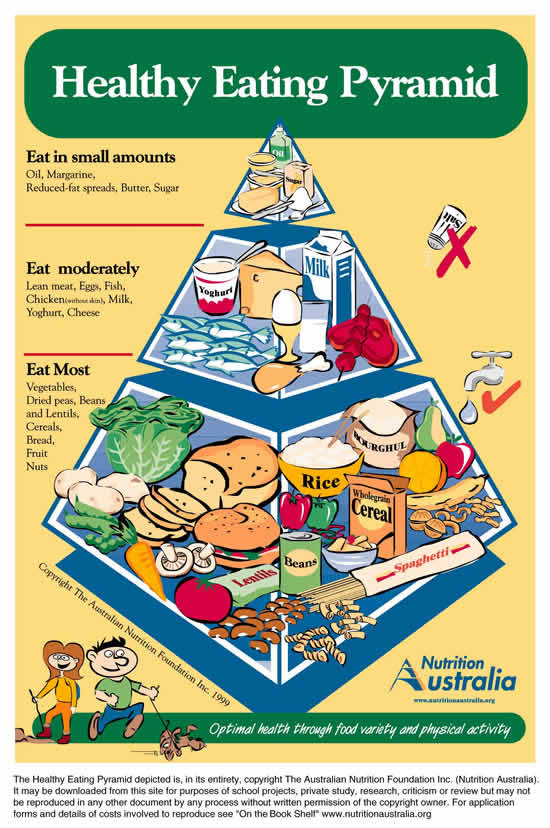 Healthy Eating Pyramid
Eat in small amounts
Oil, Margarine,
Reduced-fat spreads, Butter, Sugar
Oil
Sugar
Salt
Eat moderately
Lean meat, Eggs, Fish,
Chicken(without skin), Milk,
Yoghurt, Cheese
Yoghurt
Milk
Eat Most
Vegetables,
Dried peas, Beans
and Lentils,
Cereals,
Bread,
Fruit
Nuts
BOURGHUL
Rice
Wholegrain
Cereal
Beans
Lentils
Spaghetti
Copyright The Australian Nutrition Foundation Inc. 1999
Nutrition
Australia
www.nutritionaustralia.org
Optimal health through food variety and physical activity
The Healthy Eating Pyramid depicted is, in its entirety, copyright The Australian Nutrition Foundation Inc. (Nutrition Australia).
It may be downloaded from this site for purposes of school projects, private study, research, criticism or review but may not
be reproduced in any other document by any process without written permission of the copyright owner. For application
forms and details of costs involved to reproduce see "On the Book Shelf" www.nutritionaustralia.org